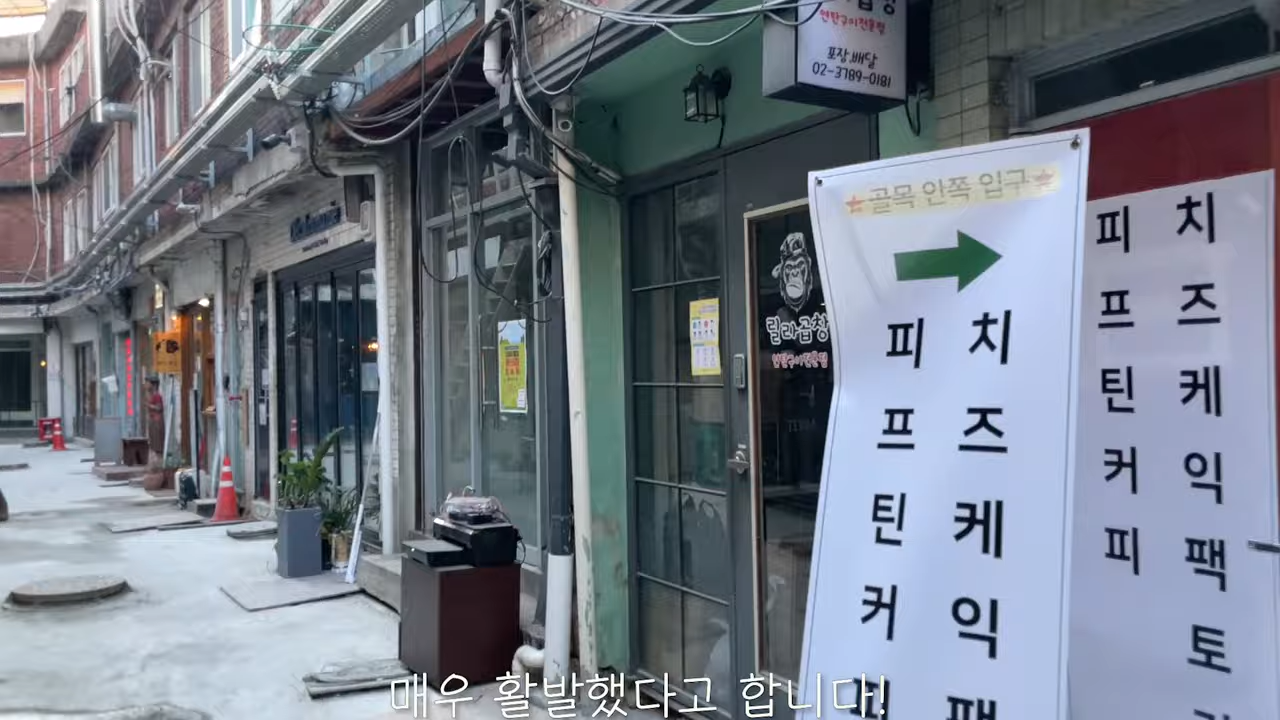 연탄구이전문점
포장,배달
02-3789-0181
릴라곱창
연탄구이전문점
골목 안쪽 입구
치즈케익
피프틴커피
치즈케익팩토
피프틴커피
매우 활발했다고 합니다!